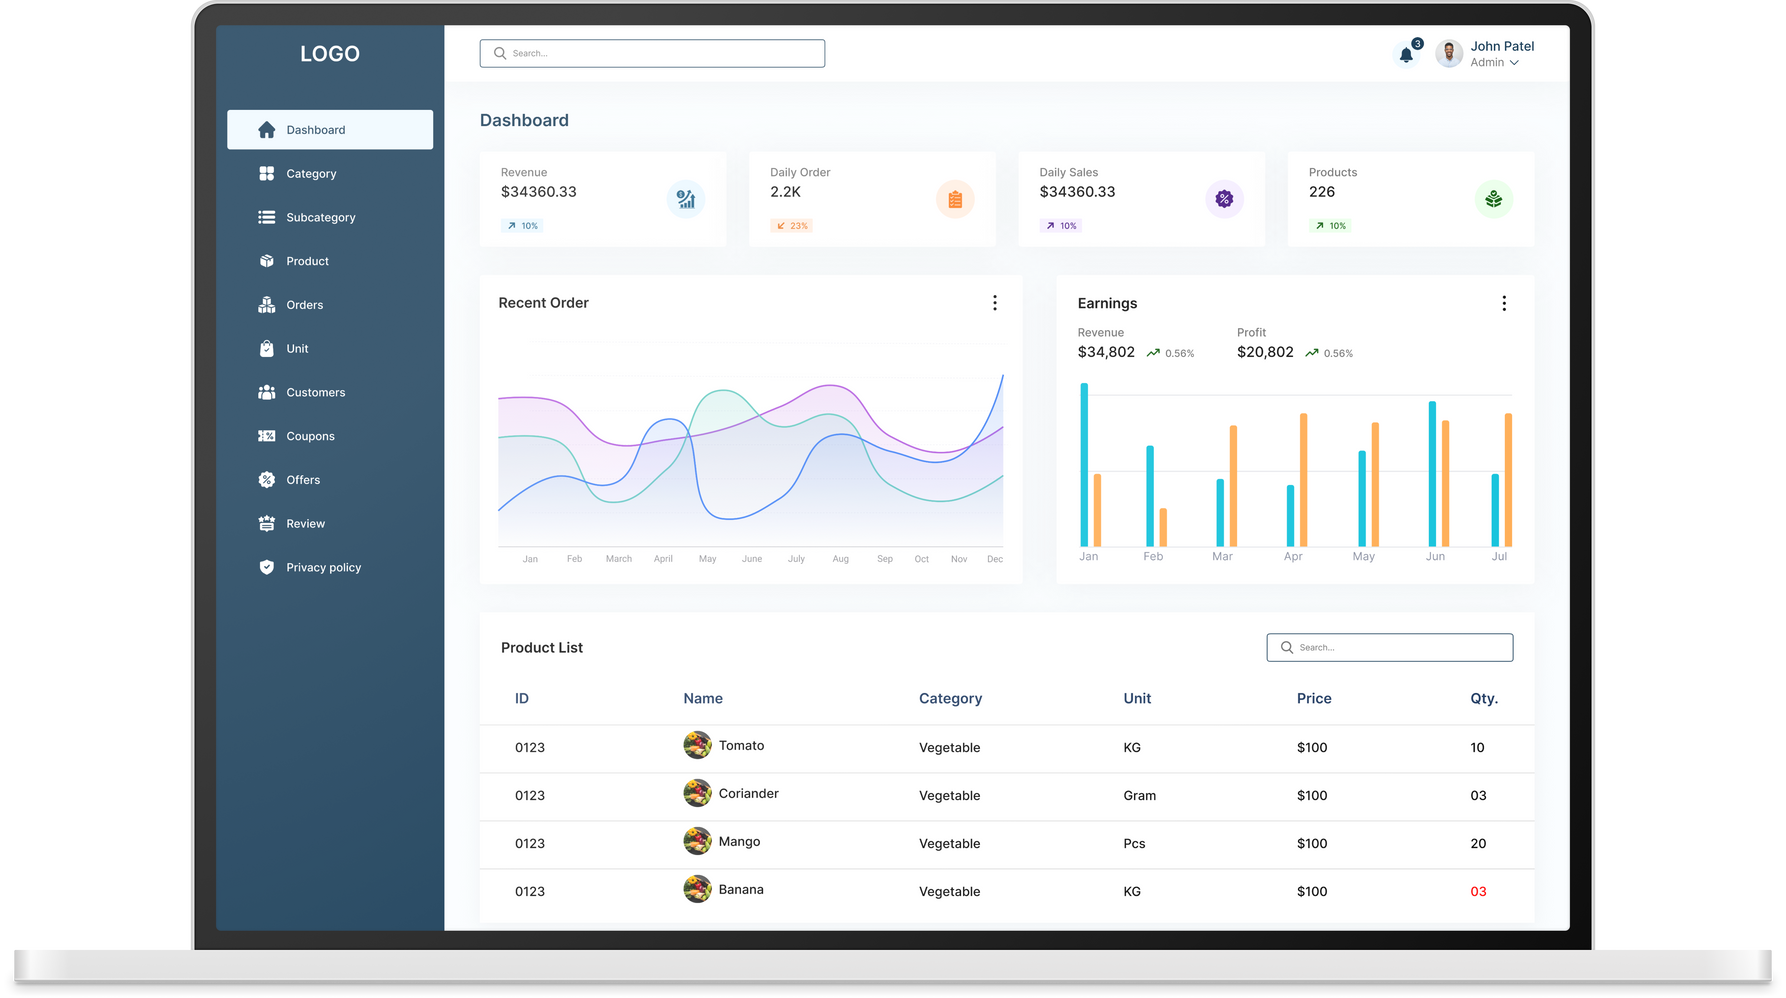 LOGO
Search...
3
John Patel
Admin
Dashboard
Category
Subcategory
Product
Orders
Unit
Customers
Coupons
Offers
Review
Privacy policy
Dashboard
Revenue
$34360.33
10%
Daily Order
2.2K
23%
Daily Sales
$34360.33
10%
Products
226
10%
Recent Order
Jan Feb March April May June July Aug Sep Oct Nov Dec
Earnings
Revenue
$34,802 0.56%
Profit
$20,802 0.56%
Jan Feb Mar Apr May Jun Jul
Product List
Search...
ID Name Category Unit Price Qty.
0123 Tomato Vegetable KG $100 10
0123 Coriander Vegetable Gram $100 03
0123 Mango Vegetable Pcs $100 20
0123 Banana Vegetable KG $100 03